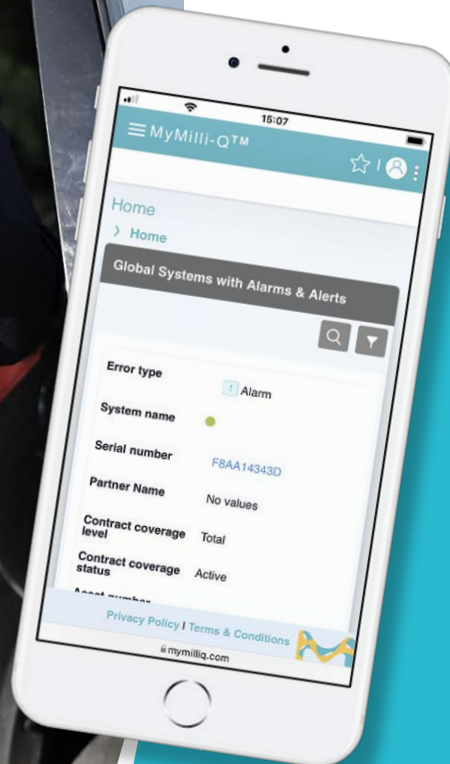 15:07
MyMilli-Q™
Home
Home
Global Systems with Alarms & Alerts
Error type
! Alarm
System name
Serial number
F8AA14343D
Partner Name
No values
Contract coverage
level
Total
Contract coverage
status
Active
Privacy Policy | Terms & Conditions
mymilliq.com